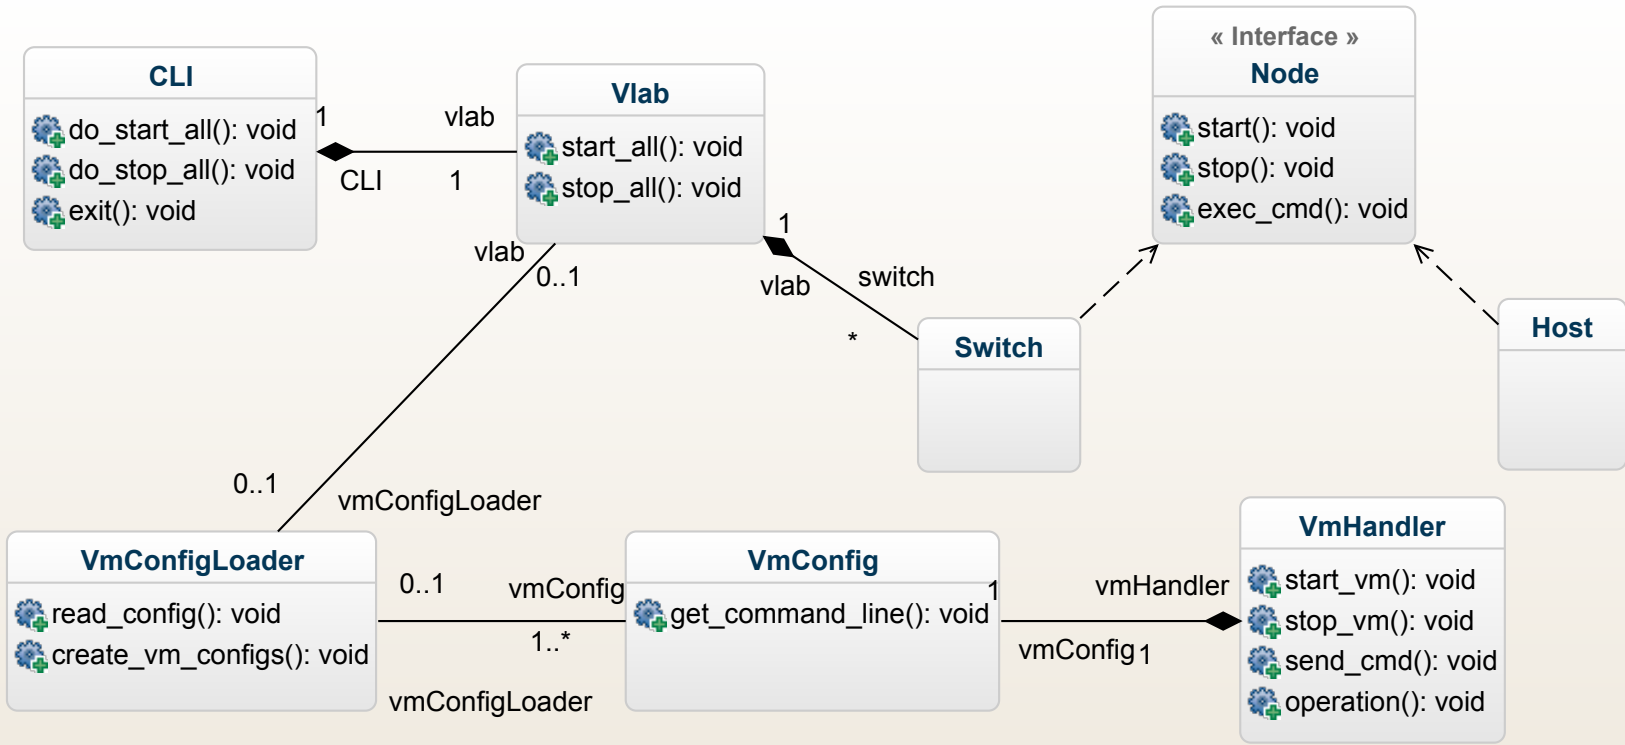 CLI
do_start_all(): void
do_stop_all(): void
exit(): void
1
vlab
CLI
1
Vlab
start_all(): void
stop_all(): void
« Interface »
Node
start(): void
stop(): void
exec_cmd(): void
vlab
0..1
1
vlab
switch
*
Switch
Host
0..1
vmConfigLoader
VmConfigLoader
read_config(): void
create_vm_configs(): void
0..1
vmConfig
1..*
vmConfigLoader
VmConfig
get_command_line(): void
1
vmHandler
vmConfig
1
VmHandler
start_vm(): void
stop_vm(): void
send_cmd(): void
operation(): void